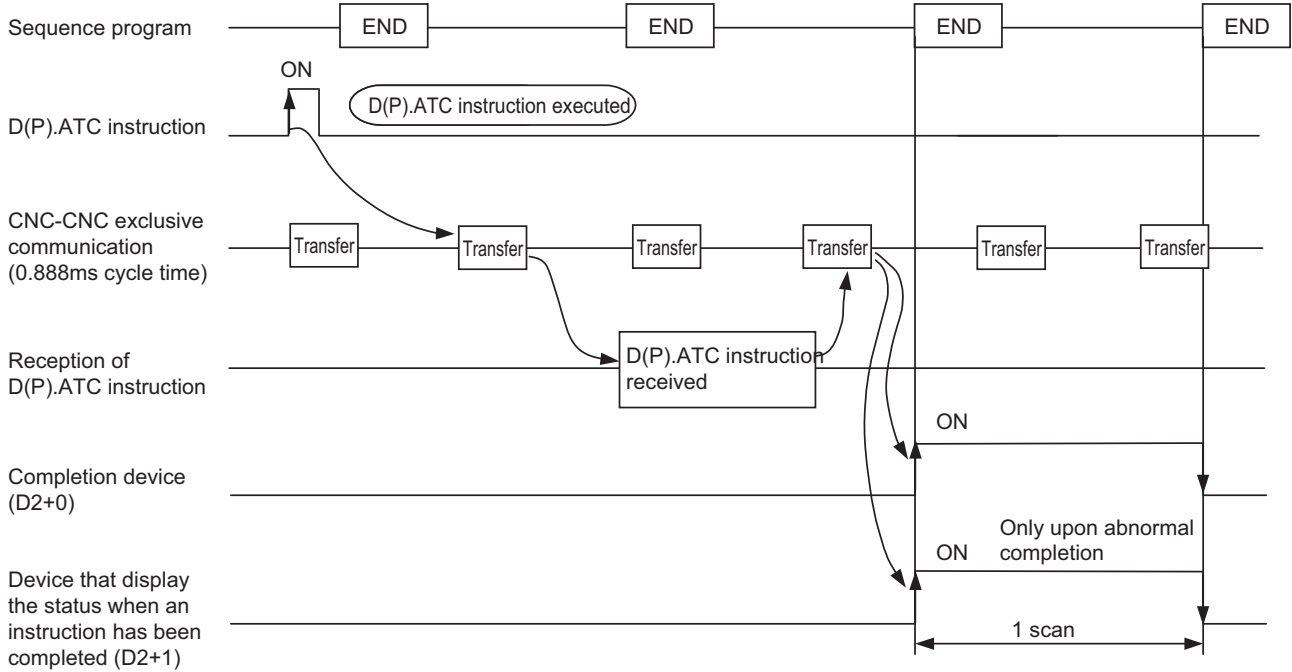 Sequence program
END
END
END
END
ON
D(P).ATC instruction executed
D(P).ATC instruction
CNC-CNC exclusive
communication
(0.888ms cycle time)
Transfer
Transfer
Transfer
Transfer
Transfer
Transfer
Reception of
D(P).ATC instruction
D(P).ATC instruction
received
ON
Completion device
(D2+0)
Only upon abnormal
completion
ON
Device that display
the status when an
instruction has been
completed (D2+1)
1 scan